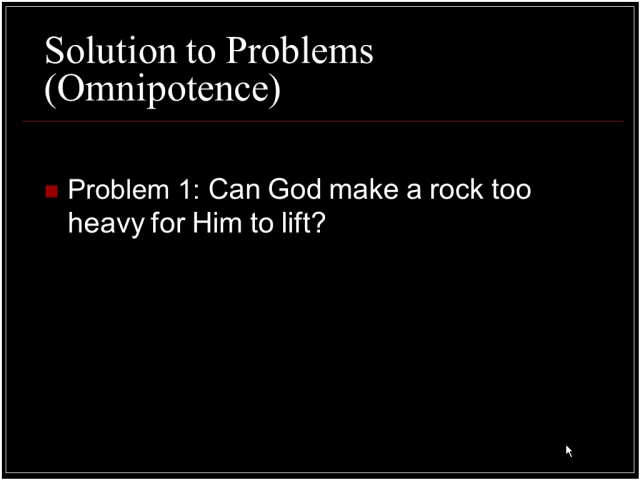 Solution to Problems
(Omnipotence)
Problem 1: Can God make a rock too
heavy for Him to lift?